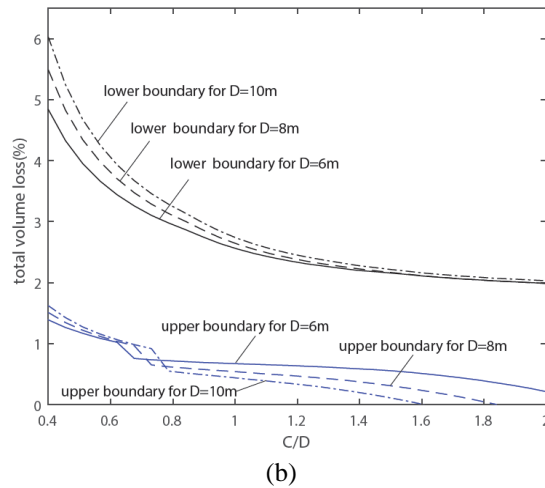 6
5
4
3
2
1
0
total volume loss(%)
lower boundary for D=10m
lower boundary for D=8m
lower boundary for D=6m
upper boundary for D=6m
upper boundary for D=8m
upper boundary for D=10m
0.4 0.6 0.8 1 1.2 1.4 1.6 1.8 2
C/D
(b)